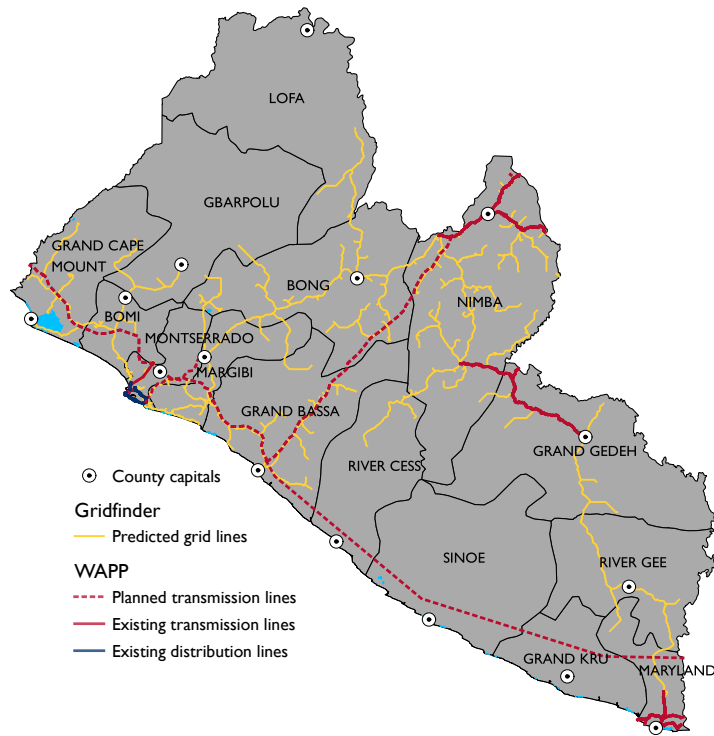 LOFA
GBARPOLU
GRAND CAPE
MOUNT
BONG
NIMBA
BOMI
MONTSERRADO
MARGIBI
GRAND BASSA
GRAND GEDEH
RIVER CESS
County capitals
Gridfinder
Predicted grid lines
SINOE
RIVER GEE
WAPP
Planned transmission lines
Existing transmission lines
Existing distribution lines
GRAND KRU
MARYLAND